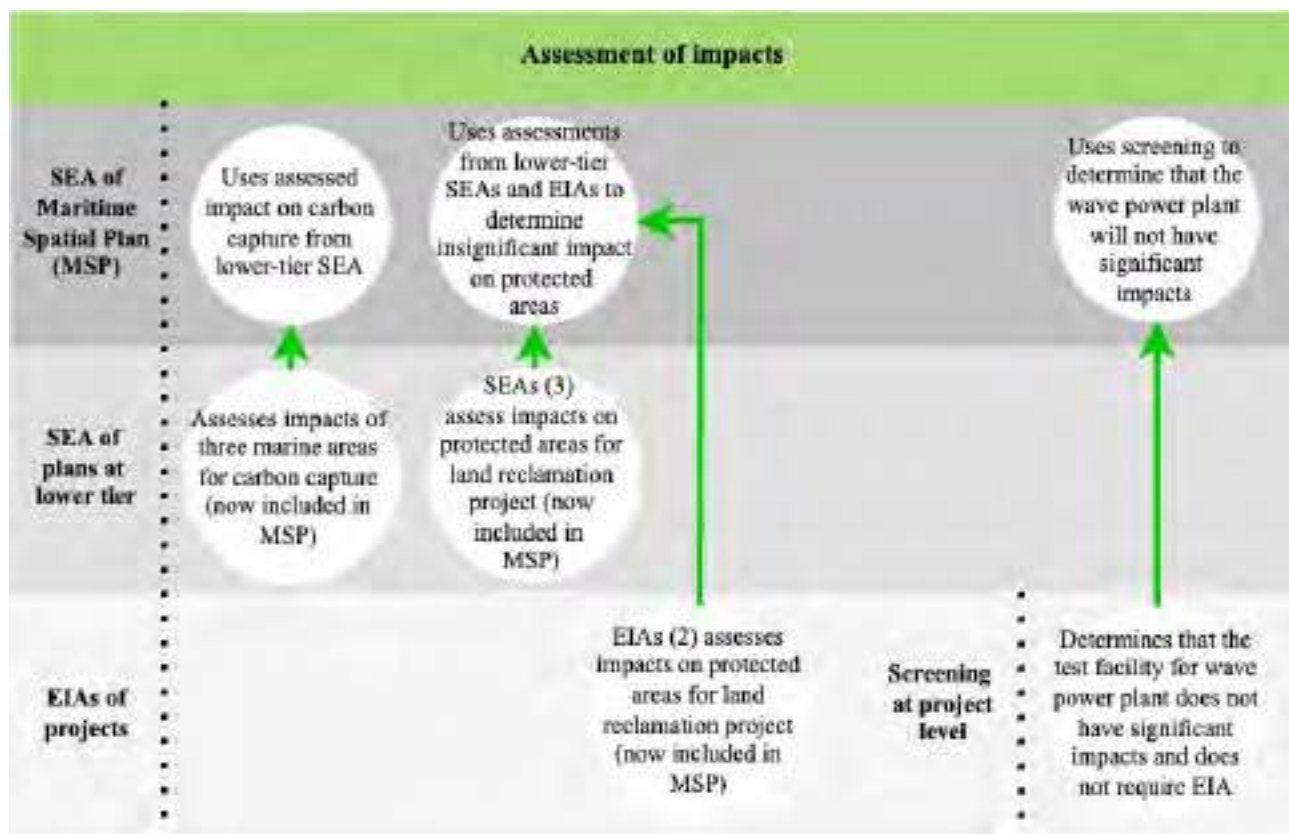 Assessment of impacts
SEA of
Maritime
Spatial Plan
(MSP)
Uses assessed
impact on carbon
capture from
lower-tier SEA
Uses assessments
from lower-tier
SEAs and EIAs to
determine
insignificant impact
on protected
areas
Uses screening to
determine that the
wave power plant
will not have
significant
impacts
SEA of
plans at
lower tier
Assesses impacts of
three marine areas
for carbon capture
(now included in
MSP)
SEAs (3)
assess impacts on
protected areas for
land reclamation
project (now
included in
MSP)
EIAs of
projects
EIAs (2) assesses
impacts on protected
areas for land
reclamation project
(now included in
MSP)
Screening
at project
level
Determines that the
test facility for wave
power plant does not
have significant
impacts and does
not require EIA